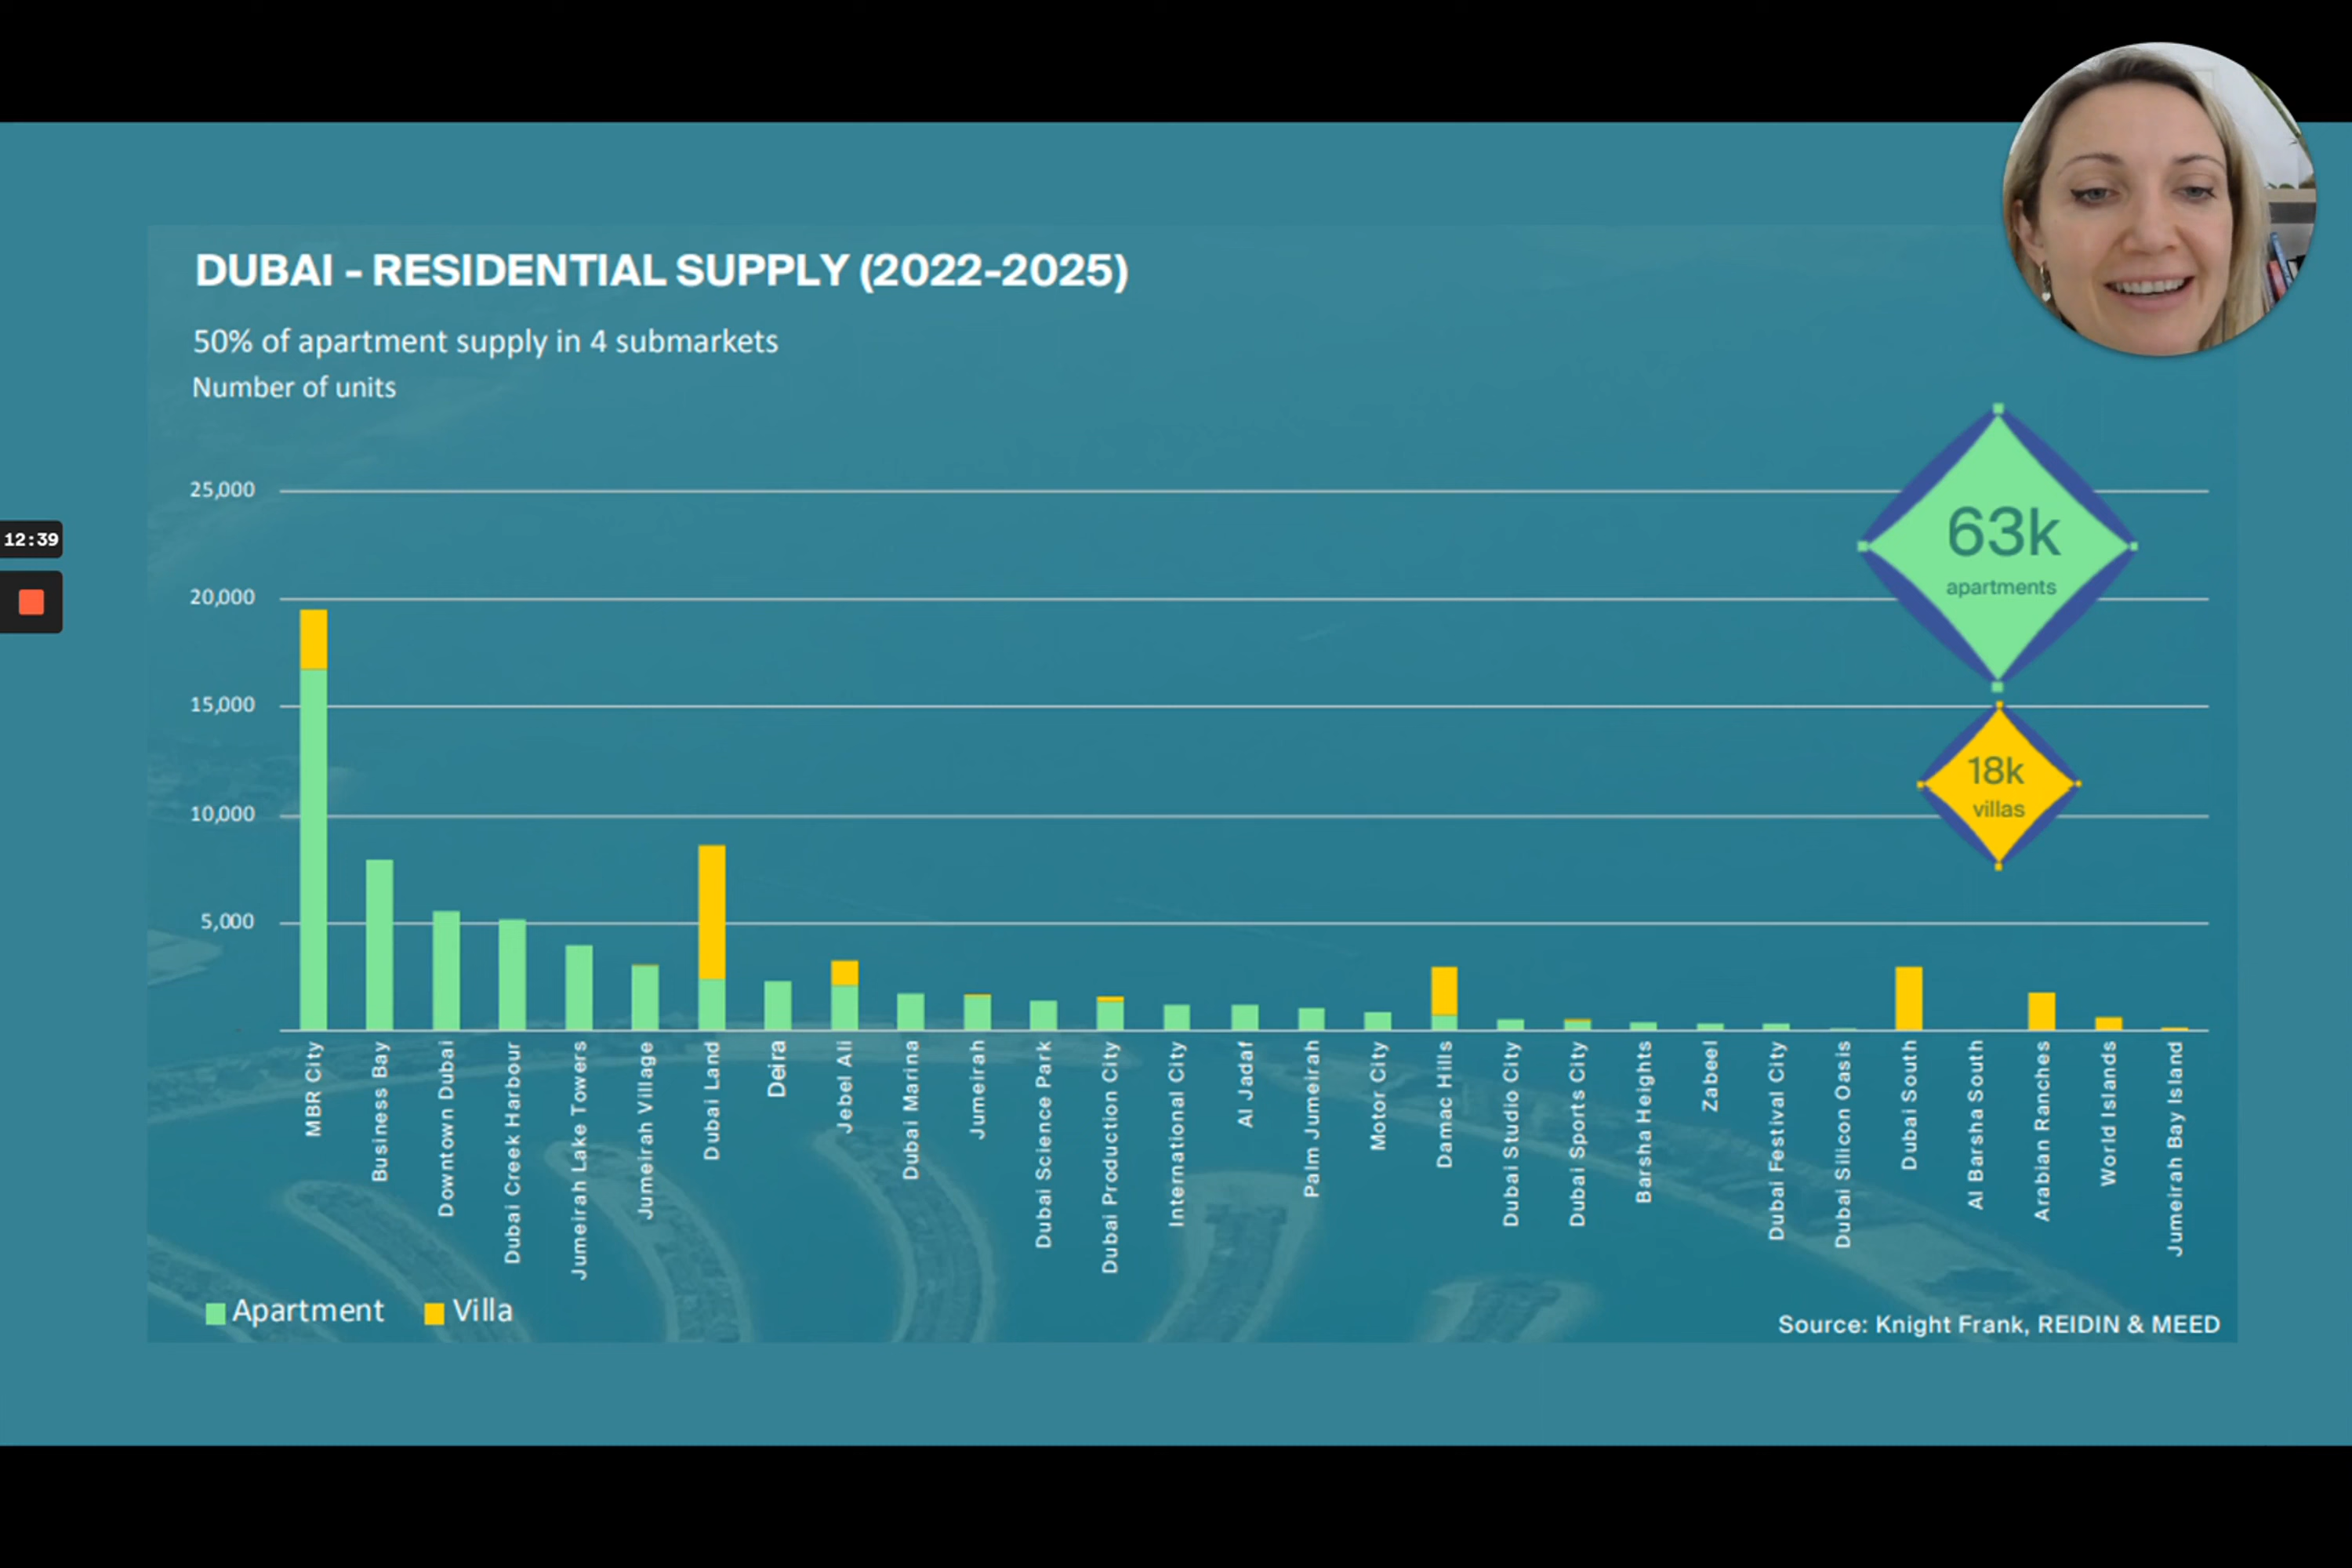 DUBAI - RESIDENTIAL SUPPLY (2022-2025)
50% of apartment supply in 4 submarkets
Number of units
25,000
20,000
15,000
10,000
5,000
12:39
63k
apartments
18k
villas
MBR City
Business Bay
Downtown Dubai
Dubai Creek Harbour
Jumeirah Lake Towers
Jumeirah Village
Dubai Land
Deira
Jebel Ali
Dubai Marina
Jumeirah
Dubai Science Park
Dubai Production City
International City
Al Jadaf
Palm Jumeirah
Motor City
Damac Hills
Dubai Studio City
Dubai Sports City
Barsha Heights
Zabeel
Dubai Festival City
Dubai Silicon Oasis
Dubai South
Al Barsha South
Arabian Ranches
World Islands
Jumeirah Bay Island
Apartment
Villa
Source: Knight Frank, REIDIN & MEED